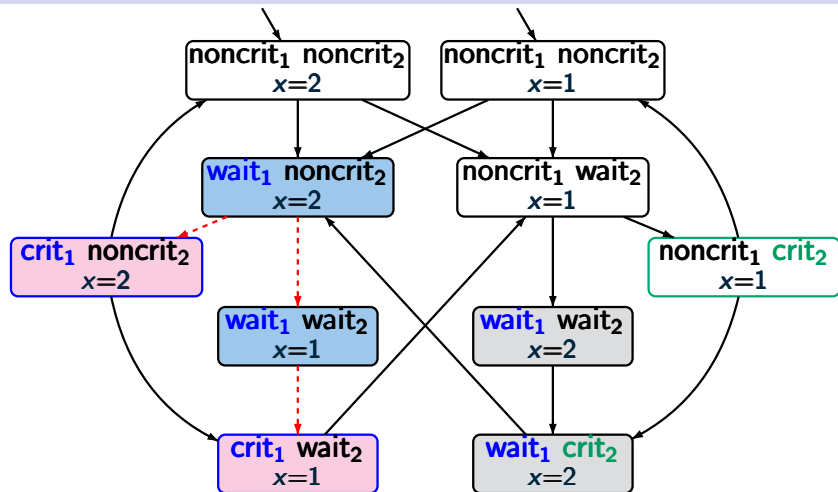 noncrit₁ noncrit₂
x=2
noncrit₁ noncrit₂
x=1
wait₁ noncrit₂
x=2
noncrit₁ wait₂
x=1
crit₁ noncrit₂
x=2
noncrit₁ crit₂
x=1
wait₁ wait₂
x=1
wait₁ wait₂
x=2
crit₁ wait₂
x=1
wait₁ crit₂
x=2